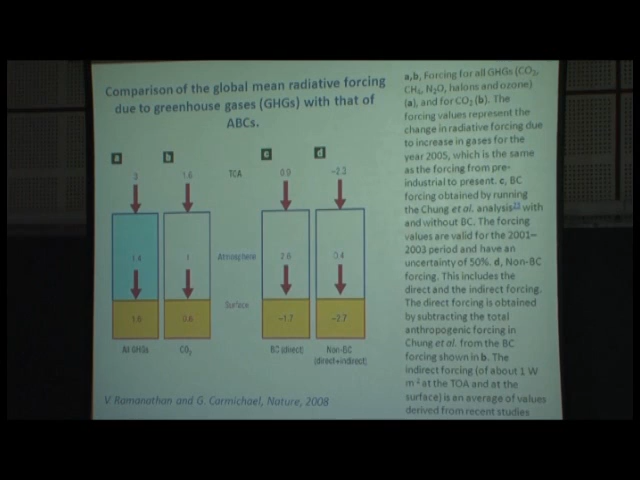 Comparison of the global mean radiative forcing
due to greenhouse gases (GHGs) with that of
ABCs.
a b c d
3 1.6 TOA 0.9 −2.3
1.4 1 Atmosphere 2.6 0.4
Surface
1.6 0.6 −1.7 −2.7
All GHGs CO2 BC (direct) Non-BC
(direct+indirect)
V. Ramanathan and G. Carmichael, Nature, 2008
a,b, Forcing for all GHGs (CO2,
CH4, N2O, halons and ozone)
(a), and for CO2 (b). The
forcing values represent the
change in radiative forcing due
to increase in gases for the
year 2005, which is the same
as the forcing from pre-
industrial to present. c, BC
forcing obtained by running
the Chung et al. analysis with
and without BC. The forcing
values are valid for the 2001–
2003 period and have an
uncertainty of 50%. d, Non-BC
forcing. This includes the
direct and the indirect forcing.
The direct forcing is obtained
by subtracting the total
anthropogenic forcing in
Chung et al. from the BC
forcing shown in b. The
indirect forcing (of about 1 W
m-2 at the TOA and at the
surface) is an average of values
derived from recent studies